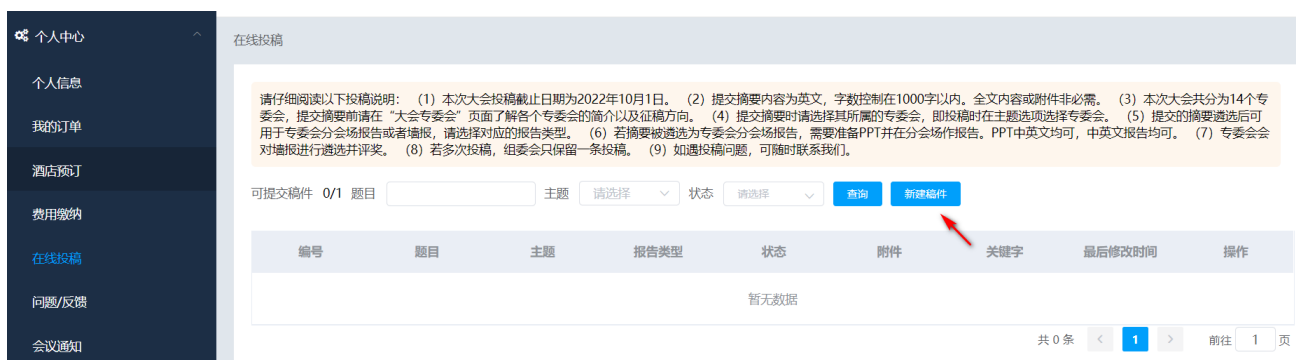 个人中心
在线投稿
个人信息
我的订单
酒店预订
费用缴纳
在线投稿
问题/反馈
会议通知
请仔细阅读以下投稿说明： （1）本次大会投稿截止日期为2022年10月1日。 （2）提交摘要内容为英文，字数控制在1000字以内。全文内容或附件非必需。 （3）本次大会共分为14个专
委会，提交摘要前请在“大会专委会”页面了解各个专委会的简介以及征稿方向。 （4）提交摘要时请选择其所属的专委会，即投稿时在主题选项选择专委会。 （5）提交的摘要遴选后可
用于专委会分会场报告或者墙报，请选择对应的报告类型。 （6）若摘要被遴选为专委会分会场报告，需要准备PPT并在分会场作报告。PPT中英文均可，中英文报告均可。 （7）专委会会
对墙报进行遴选并评奖。 （8）若多次投稿，组委会只保留一条投稿。 （9）如遇投稿问题，可随时联系我们。
可提交稿件 0/1 题目 主题 请选择 状态 请选择 查询 新建稿件
编号 题目 主题 报告类型 状态 附件 关键字 最后修改时间 操作
暂无数据
共 0 条 < 1 > 前往 1 页